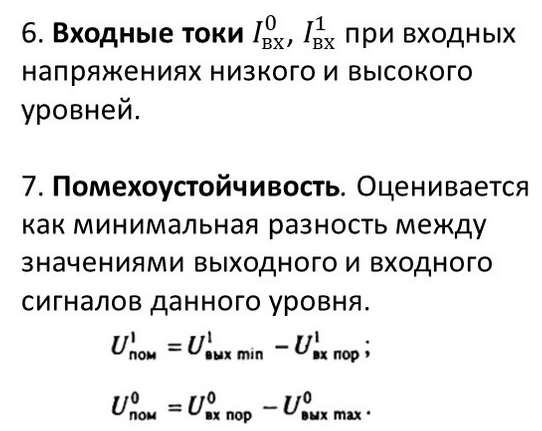 6. Входные токи I⁰вх, I¹вх при входных
напряжениях низкого и высокого
уровней.
7. Помехоустойчивость. Оценивается
как минимальная разность между
значениями выходного и входного
сигналов данного уровня.
U¹пом = U¹вых min − U¹вх пор ;
U⁰пом = U⁰вх пор − U⁰вых max .